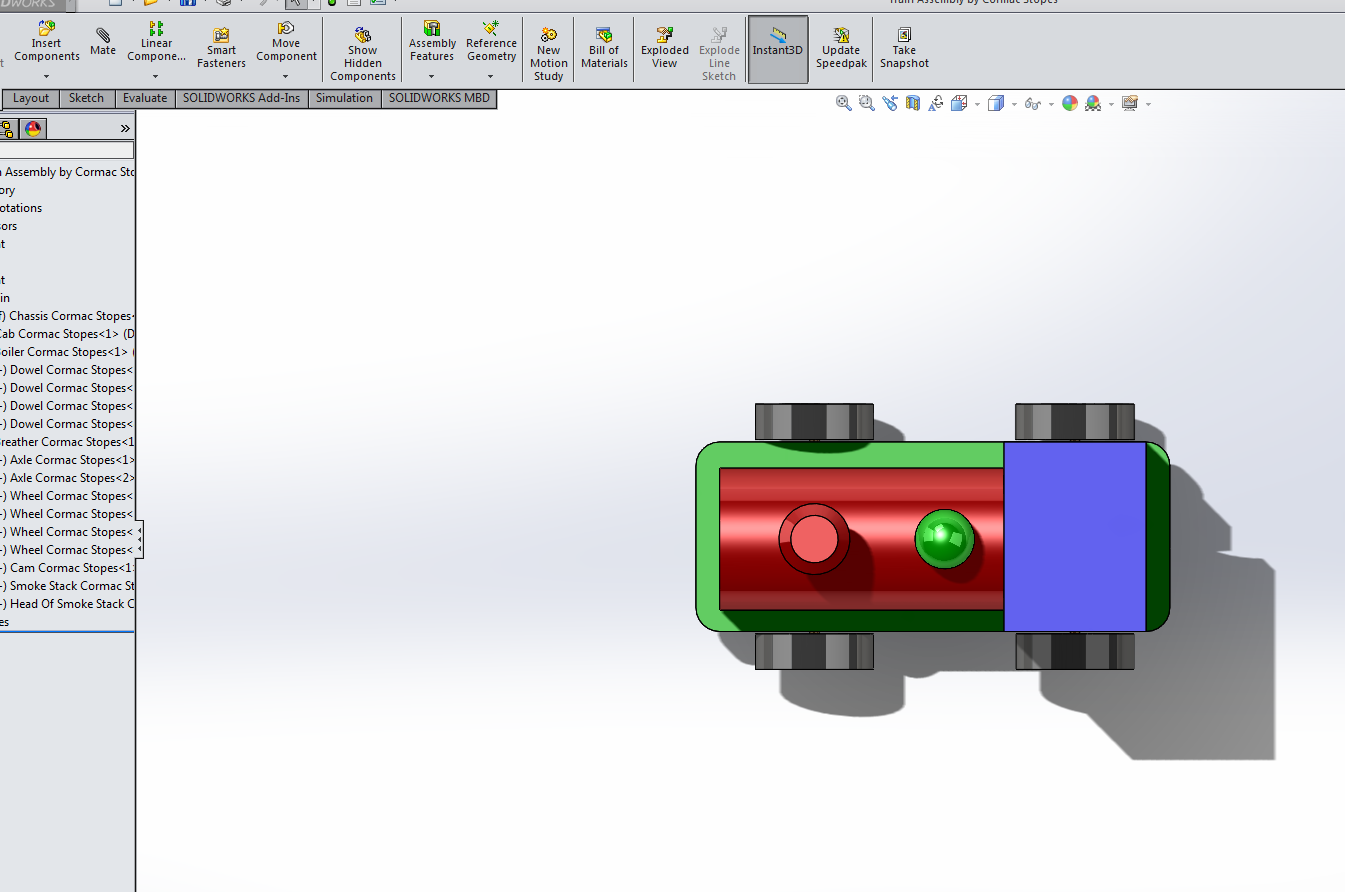 DWORKS
Train Assembly by Cormac Stopes
Insert Components
Mate
Linear Compone...
Smart Fasteners
Move Component
Show Hidden Components
Assembly Features
Reference Geometry
New Motion Study
Bill of Materials
Exploded View
Explode Line Sketch
Instant3D
Update Speedpak
Take Snapshot
Layout Sketch Evaluate SOLIDWORKS Add-Ins Simulation SOLIDWORKS MBD
Assembly by Cormac Sto
ory
otations
sors
t
t
in
f) Chassis Cormac Stopes
Cab Cormac Stopes<1> (D
Boiler Cormac Stopes<1> (
-) Dowel Cormac Stopes<
-) Dowel Cormac Stopes<
-) Dowel Cormac Stopes<
-) Dowel Cormac Stopes<
Breather Cormac Stopes<1
-) Axle Cormac Stopes<1>
-) Axle Cormac Stopes<2>
-) Wheel Cormac Stopes<
-) Wheel Cormac Stopes<
-) Wheel Cormac Stopes<
-) Wheel Cormac Stopes<
-) Cam Cormac Stopes<1>
-) Smoke Stack Cormac St
-) Head Of Smoke Stack C
es